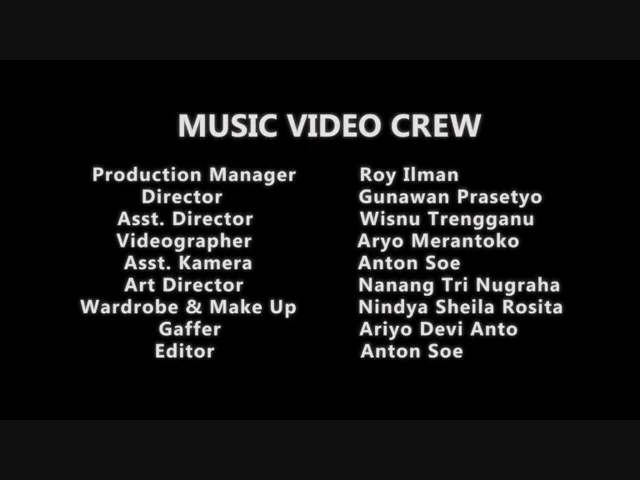 MUSIC VIDEO CREW
Production Manager Roy Ilman
Director Gunawan Prasetyo
Asst. Director Wisnu Trengganu
Videographer Aryo Merantoko
Asst. Kamera Anton Soe
Art Director Nanang Tri Nugraha
Wardrobe & Make Up Nindya Sheila Rosita
Gaffer Ariyo Devi Anto
Editor Anton Soe